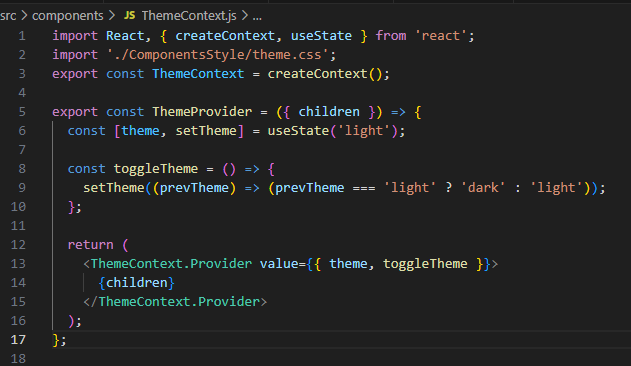 src > components > JS ThemeContext.js > ...
1 import React, { createContext, useState } from 'react';
2 import './ComponentsStyle/theme.css';
3 export const ThemeContext = createContext();
4
5 export const ThemeProvider = ({ children }) => {
6   const [theme, setTheme] = useState('light');
7
8   const toggleTheme = () => {
9     setTheme((prevTheme) => (prevTheme === 'light' ? 'dark' : 'light'));
10   };
11
12   return (
13     <ThemeContext.Provider value={{ theme, toggleTheme }}>
14       {children}
15     </ThemeContext.Provider>
16   );
17 };
18